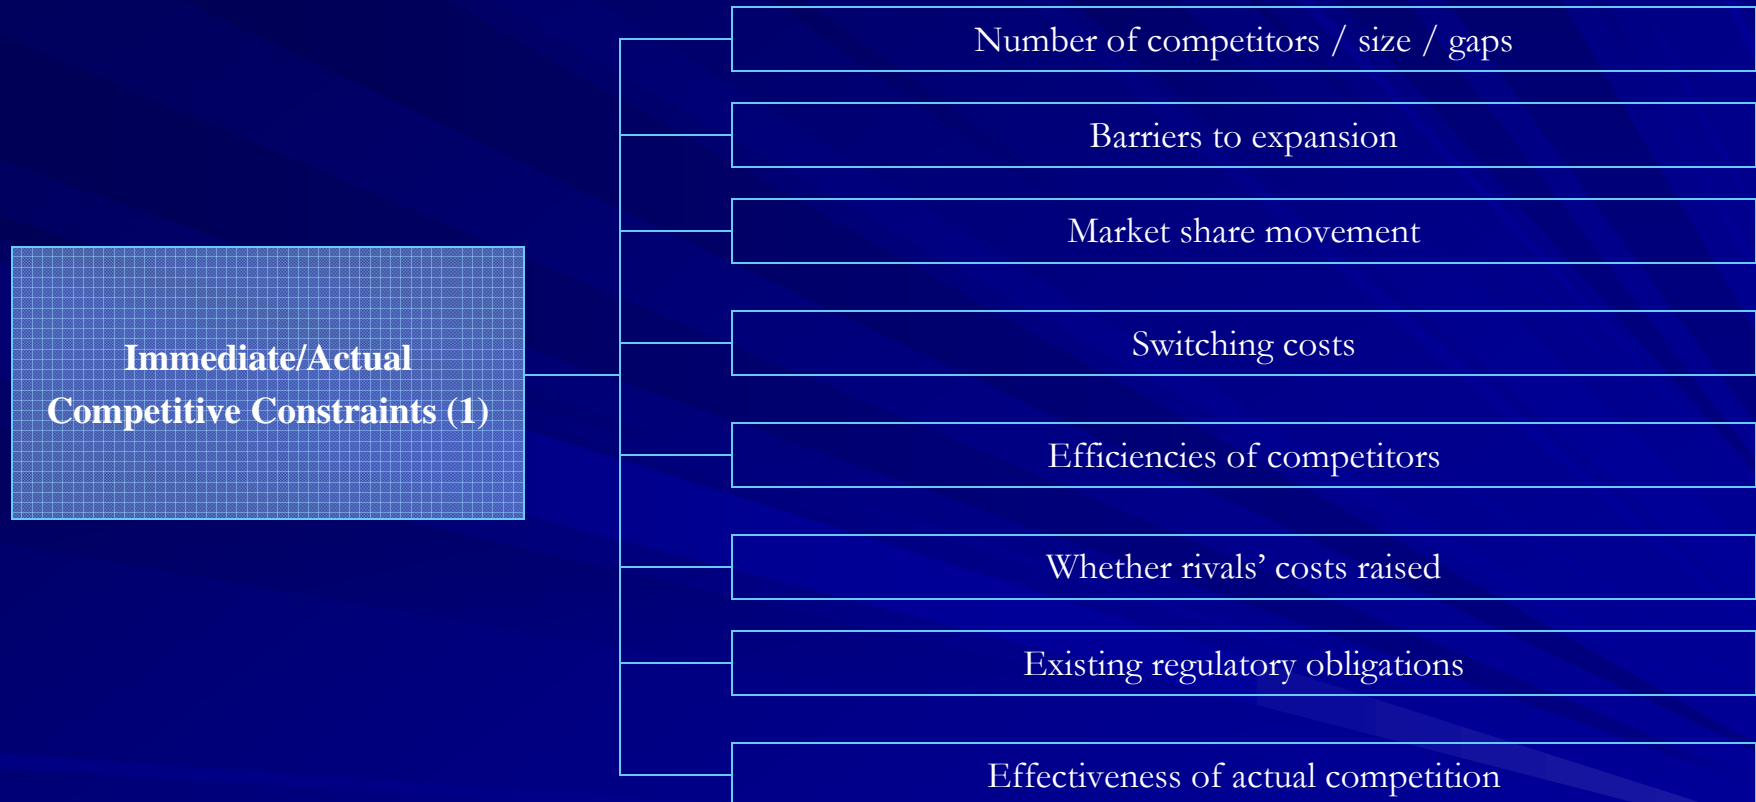 Number of competitors / size / gaps
Barriers to expansion
Market share movement
Immediate/Actual
Competitive Constraints (1)
Switching costs
Efficiencies of competitors
Whether rivals’ costs raised
Existing regulatory obligations
Effectiveness of actual competition